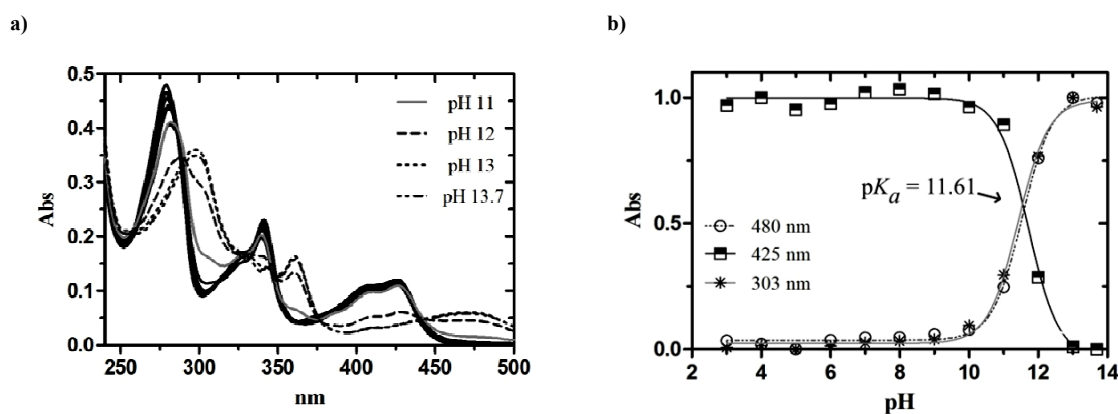 a)
b)
0.5
0.4
0.3
0.2
0.1
0.0
Abs
250 300 350 400 450 500
nm
pH 11
pH 12
pH 13
pH 13.7
1.0
0.5
0.0
Abs
2 4 6 8 10 12 14
pH
pKa = 11.61
480 nm
425 nm
303 nm